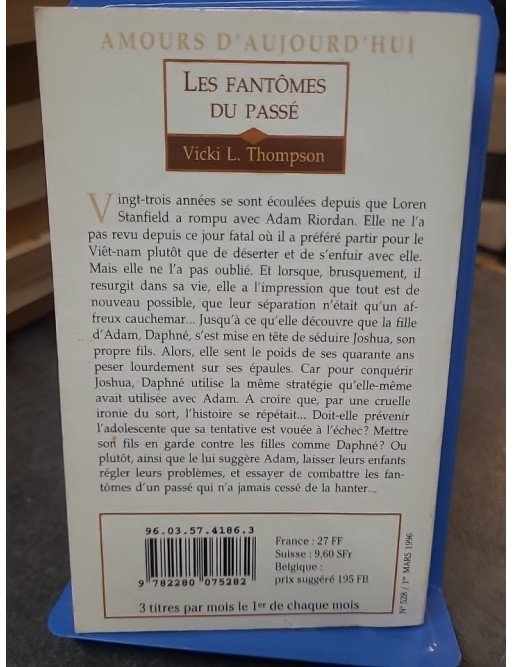 AMOURS D'AUJOURD'HUI
LES FANTÔMES
DU PASSÉ
Vicki L. Thompson
Vingt-trois années se sont écoulées depuis que Loren
Stanfield a rompu avec Adam Riordan. Elle ne l'a
pas revu depuis ce jour fatal où il a préféré partir pour le
Viêt-nam plutôt que de déserter et de s'enfuir avec elle.
Mais elle ne l'a pas oublié. Et lorsque, brusquement, il
resurgit dans sa vie, elle a l'impression que tout est de
nouveau possible, que leur séparation n'était qu'un af-
freux cauchemar... Jusqu'à ce qu'elle découvre que la fille
d'Adam, Daphné, s'est mise en tête de séduire Joshua, son
propre fils. Alors, elle sent le poids de ses quarante ans
peser lourdement sur ses épaules. Car pour conquérir
Joshua, Daphné utilise la même stratégie qu'elle-même
avait utilisée avec Adam. A croire que, par une cruelle
ironie du sort, l'histoire se répétait... Doit-elle prévenir
l'adolescente que sa tentative est vouée à l'échec? Mettre
son fils en garde contre les filles comme Daphné? Ou
plutôt, ainsi que le lui suggère Adam, laisser leurs enfants
régler leurs problèmes, et essayer de combattre les fan-
tômes d'un passé qui n'a jamais cessé de la hanter...
96.03.57.4186.3
9 782280 075282
France : 27 FF
Suisse : 9,60 SFr
Belgique :
prix suggéré 195 FB
3 titres par mois le 1er de chaque mois
N° 528 / 1er MARS 1996